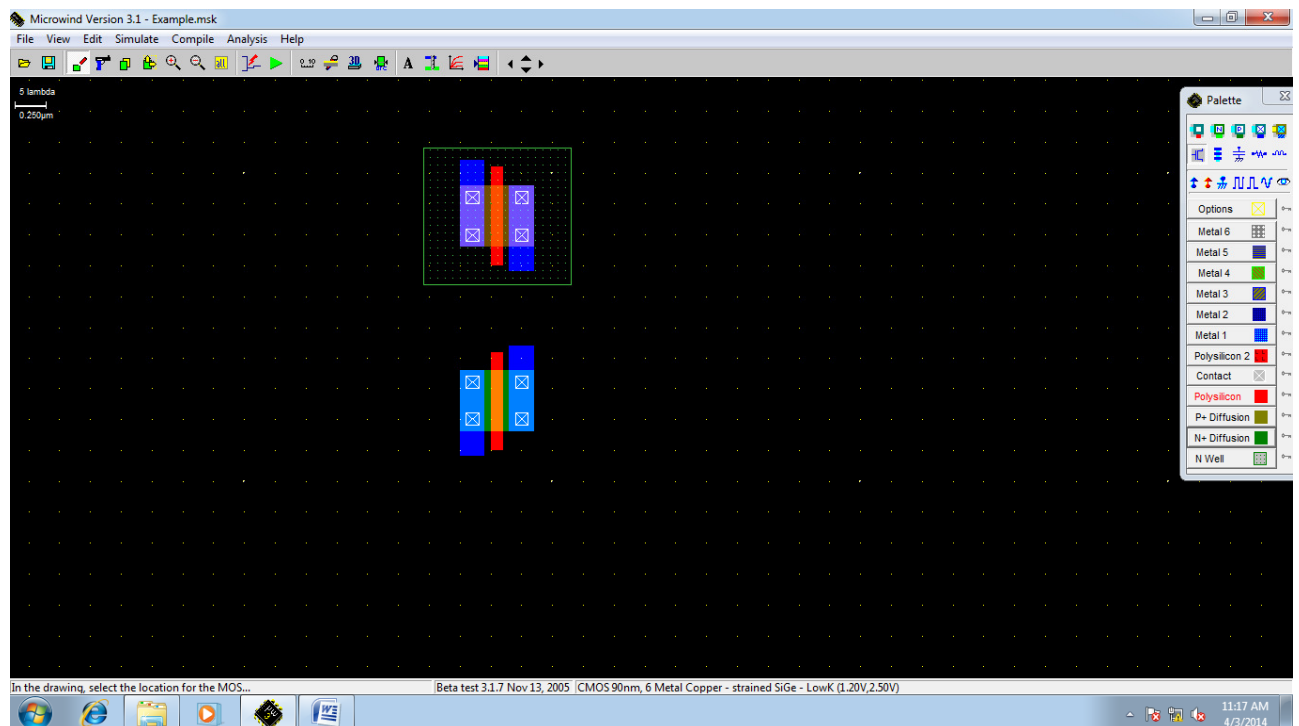 Microwind Version 3.1 - Example.msk
File View Edit Simulate Compile Analysis Help
A
5 lambda
0.250μm
Palette
Options
Metal 6
Metal 5
Metal 4
Metal 3
Metal 2
Metal 1
Polysilicon 2
Contact
Polysilicon
P+ Diffusion
N+ Diffusion
N Well
In the drawing, select the location for the MOS... Beta test 3.1.7 Nov 13, 2005 CMOS 90nm, 6 Metal Copper - strained SiGe - LowK (1.20V,2.50V)
11:17 AM
4/3/2014